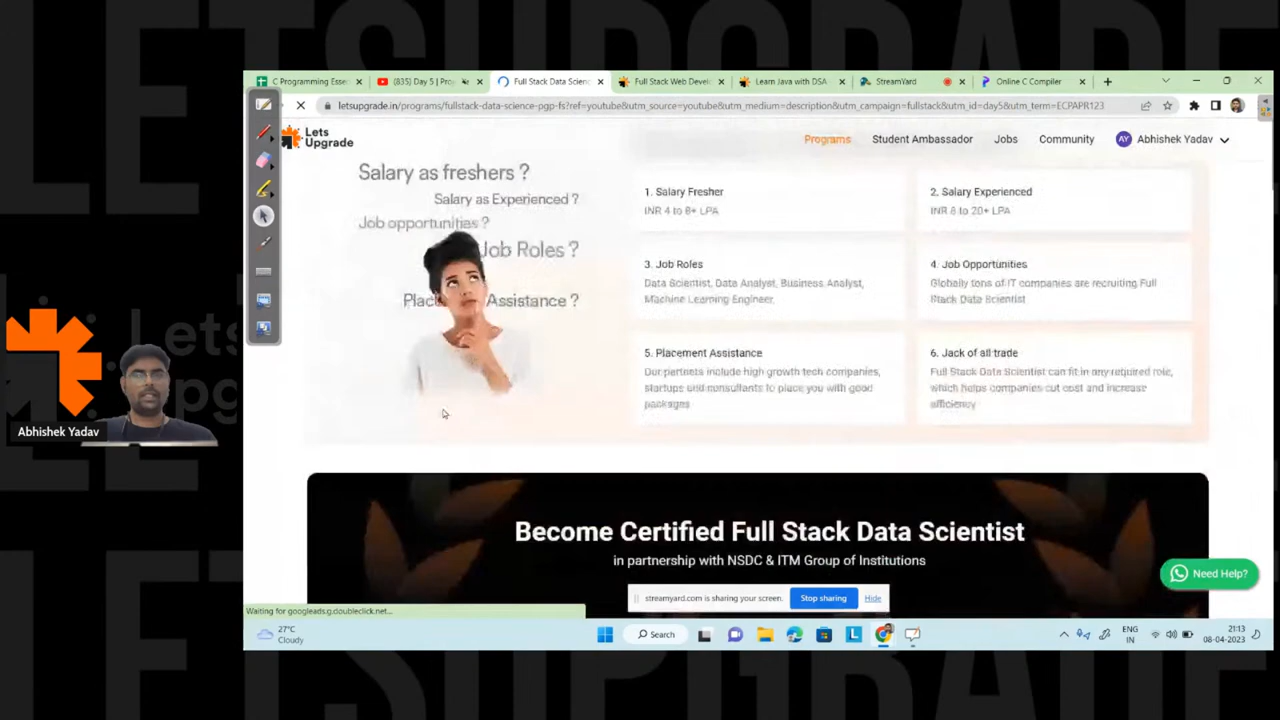 LETSUPGRADE
C Programming Esse
(835) Day 5 | Pro
Full Stack Data Scien
Full Stack Web Devel
Learn Java with DSA
StreamYard
Online C Compiler
letsupgrade.in/programs/fullstack-data-science-pgp-fs?ref=youtube&utm_source=youtube&utm_medium=description&utm_campaign=fullstack&utm_id=day5&utm_term=ECPAPR123
Lets
Upgrade
Programs
Student Ambassador
Jobs
Community
AY
Abhishek Yadav
Salary as freshers ?
Salary as Experienced ?
Job opportunities ?
Job Roles ?
Assistance ?
1. Salary Fresher
INR 4 to 8+ LPA
2. Salary Experienced
INR 6 to 20+ LPA
3. Job Roles
Data Scientist, Data Analyst, Business Analyst,
Machine Learning Engineer,
4. Job Opportunities
Globally tons of IT companies are recruiting Full
Stack Data Scientist
5. Placement Assistance
Our partners include high growth tech companies,
startups and consultants to place you with good
packages
6. Jack of all trade
Full Stack Data Scientist can fit in any required role,
which helps companies cut cost and increase
efficiency
Become Certified Full Stack Data Scientist
in partnership with NSDC & ITM Group of Institutions
Need Help?
streamyard.com is sharing your screen.
Stop sharing
Hide
Waiting for googleads.g.doubleclick.net...
27°C
Cloudy
Search
ENG
IN
21:13
08-04-2023
Abhishek Yadav
LETSUPGRADE